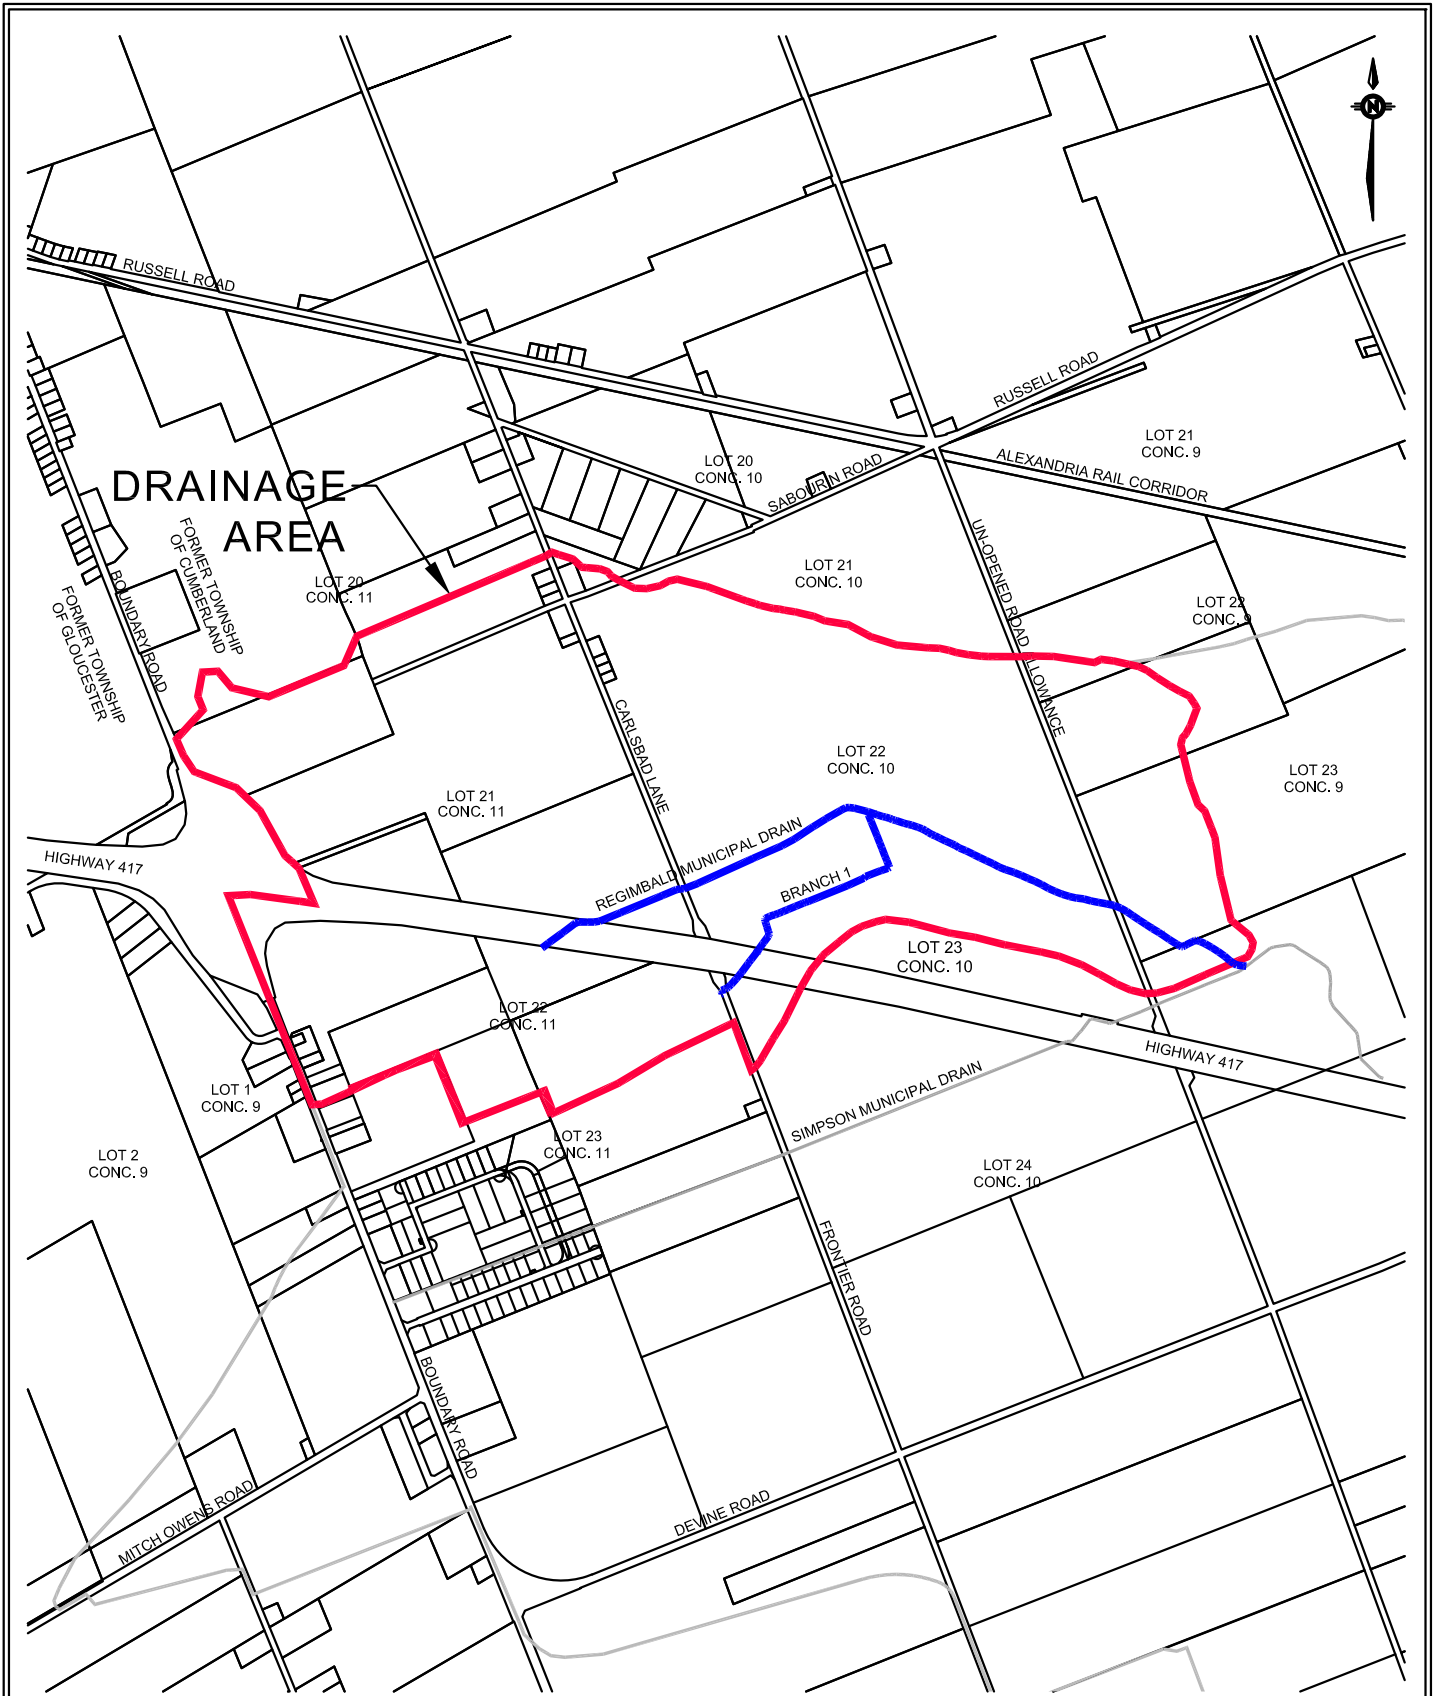 N
RUSSELL ROAD
RUSSELL ROAD
LOT 21
CONC. 9
LOT 20
CONC. 10
SABOURIN ROAD
ALEXANDRIA RAIL CORRIDOR
DRAINAGE
AREA
FORMER TOWNSHIP
OF CUMBERLAND
FORMER TOWNSHIP
OF GLOUCESTER
BOUNDARY ROAD
LOT 20
CONC. 11
LOT 21
CONC. 10
UN-OPENED ROAD ALLOWANCE
LOT 22
CONC. 9
CARLSBAD LANE
LOT 22
CONC. 10
LOT 23
CONC. 9
LOT 21
CONC. 11
HIGHWAY 417
REGIMBALD MUNICIPAL DRAIN
BRANCH 1
LOT 23
CONC. 10
LOT 22
CONC. 11
HIGHWAY 417
LOT 1
CONC. 9
SIMPSON MUNICIPAL DRAIN
LOT 23
CONC. 11
LOT 2
CONC. 9
LOT 24
CONC. 10
FRONTIER ROAD
BOUNDARY ROAD
MITCH OWENS ROAD
DEVINE ROAD